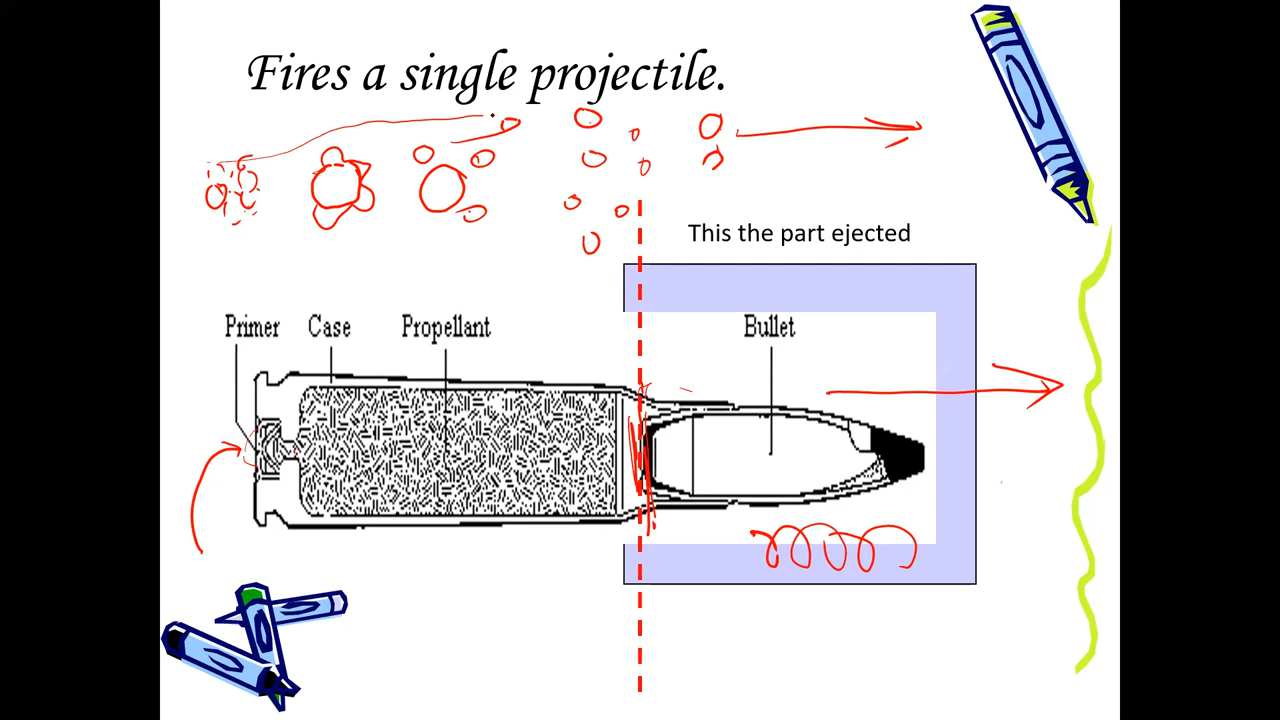 Fires a single projectile.
This the part ejected
Primer Case Propellant Bullet